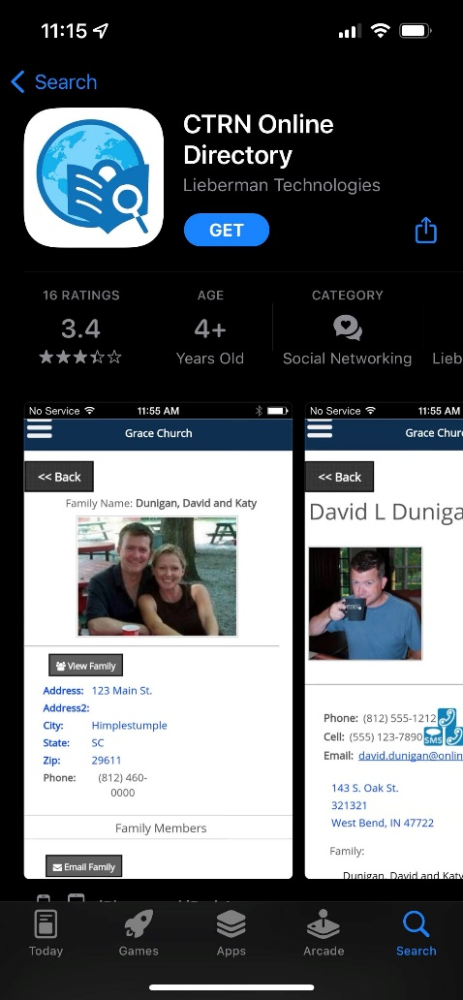 11:15
Search
CTRN Online
Directory
Lieberman Technologies
GET
16 RATINGS
AGE
CATEGORY
3.4
4+
Years Old
Social Networking
Lieb
No Service
11:55 AM
Grace Church
<< Back
Family Name: Dunigan, David and Katy
View Family
Address: 123 Main St.
Address2:
City: Himplestumple
State: SC
Zip: 29611
Phone: (812) 460-
0000
Family Members
Email Family
No Service
11:55 AM
Grace Chur
<< Back
David L Duniga
Phone: (812) 555-1212
Cell: (555) 123-7890 SMS
Email: david.dunigan@onlin
143 S. Oak St.
321321
West Bend, IN 47722
Family:
Dunigan, David and Katy
Today
Games
Apps
Arcade
Search